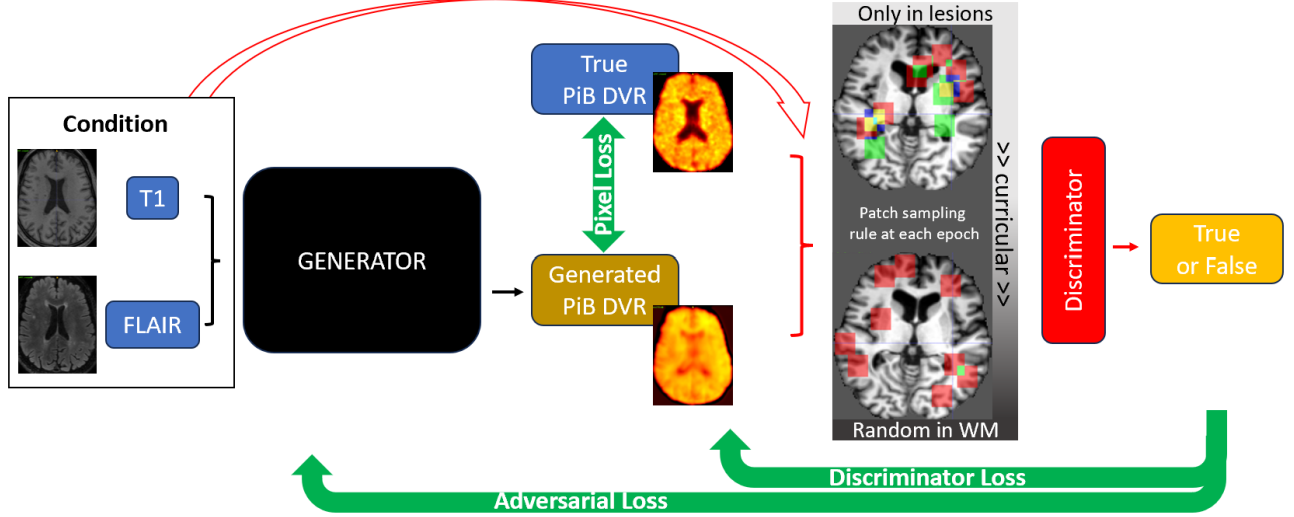 Condition
T1
FLAIR
GENERATOR
True
PiB DVR
Pixel Loss
Generated
PiB DVR
Only in lesions
Patch sampling
rule at each epoch
Random in WM
>> curricular >>
Discriminator
True
or False
Discriminator Loss
Adversarial Loss